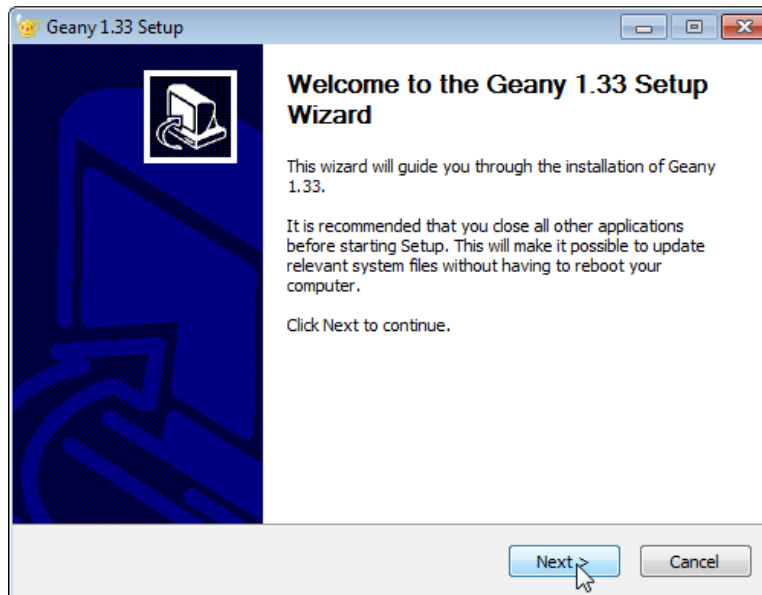 Geany 1.33 Setup
Welcome to the Geany 1.33 Setup
Wizard
This wizard will guide you through the installation of Geany
1.33.
It is recommended that you close all other applications
before starting Setup. This will make it possible to update
relevant system files without having to reboot your
computer.
Click Next to continue.
Next >
Cancel